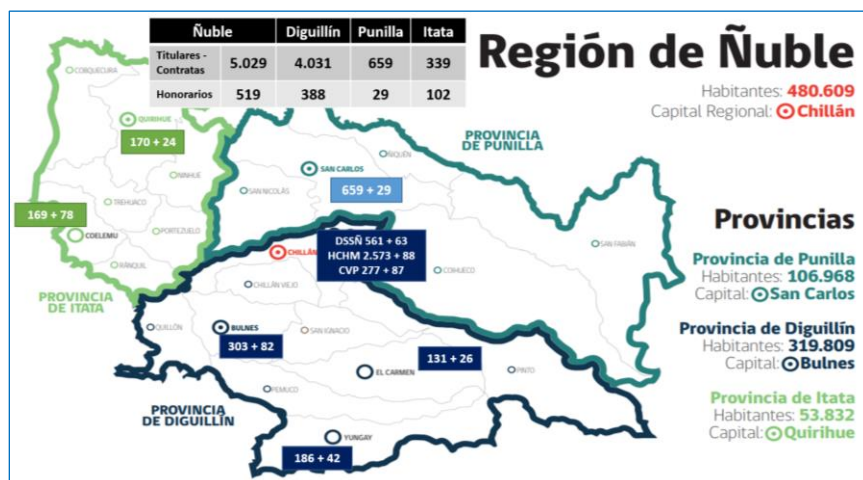 Ñuble Diguillín Punilla Itata
Titulares - Contratas 5.029 4.031 659 339
Honorarios 519 388 29 102
Región de Ñuble
Habitantes: 480.609
Capital Regional: Chillán
COBQUECURA
QUIRIHUE
170 + 24
NINHUE
TREHUACO
169 + 78
COELEMU
PORTEZUELO
RÁNQUIL
PROVINCIA
DE ITATA
PROVINCIA
DE PUNILLA
ÑIQUÉN
SAN CARLOS
SAN NICOLÁS
659 + 29
SAN FABIÁN
COIHUECO
DSSÑ 561 + 63
HCHM 2.573 + 88
CVP 277 + 87
CHILLÁN
CHILLÁN VIEJO
QUILLÓN
BULNES
303 + 82
SAN IGNACIO
131 + 26
EL CARMEN
PINTO
PEMUCO
PROVINCIA
DE DIGUILLÍN
YUNGAY
186 + 42
Provincias
Provincia de Punilla
Habitantes: 106.968
Capital: San Carlos
Provincia de Diguillín
Habitantes: 319.809
Capital: Bulnes
Provincia de Itata
Habitantes: 53.832
Capital: Quirihue